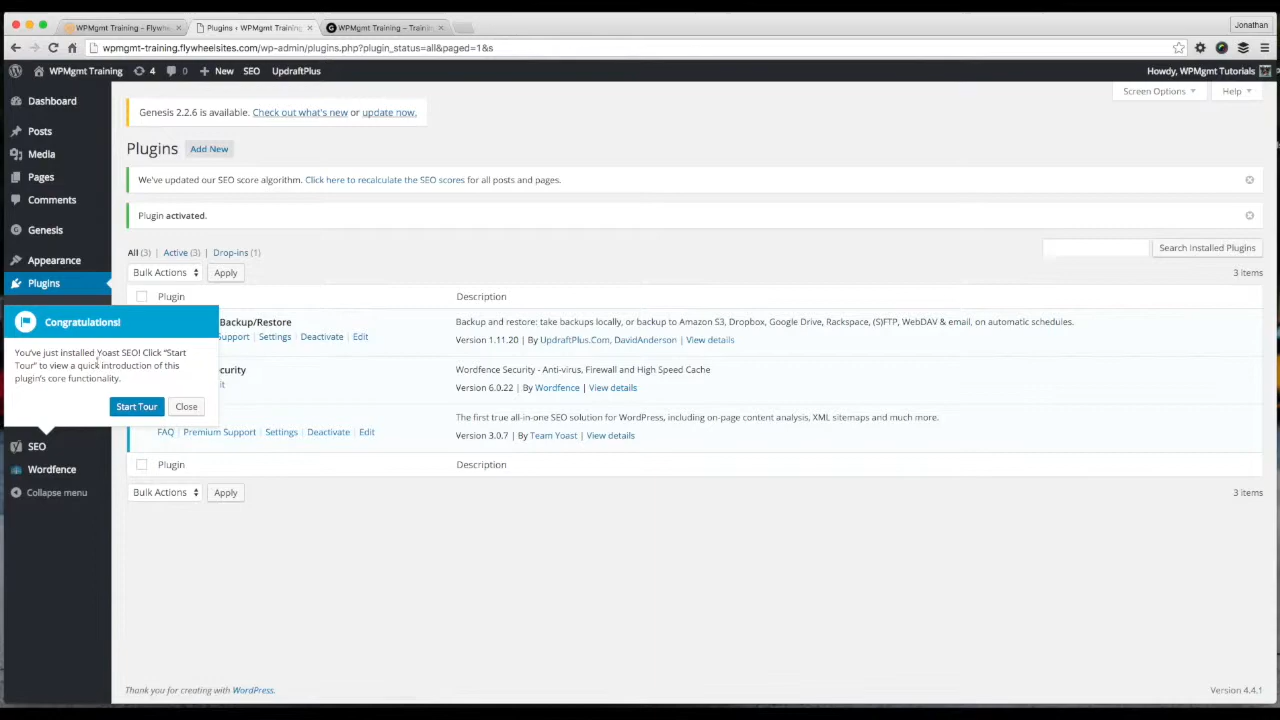 WPMgmt Training – Flywhe
Plugins ‹ WPMgmt Training
WPMgmt Training – Traini
Jonathan
wpmgmt-training.flywheelsites.com/wp-admin/plugins.php?plugin_status=all&paged=1&s
WPMgmt Training 4 0 + New SEO UpdraftPlus
Howdy, WPMgmt Tutorials
Screen Options
Help
Dashboard
Posts
Media
Pages
Comments
Genesis
Appearance
Plugins
Genesis 2.2.6 is available. Check out what's new or update now.
Plugins Add New
We've updated our SEO score algorithm. Click here to recalculate the SEO scores for all posts and pages.
Plugin activated.
All (3) | Active (3) | Drop-ins (1)
Search Installed Plugins
Bulk Actions Apply
3 items
Plugin Description
Backup/Restore
Support | Settings | Deactivate | Edit
Backup and restore: take backups locally, or backup to Amazon S3, Dropbox, Google Drive, Rackspace, (S)FTP, WebDAV & email, on automatic schedules.
Version 1.11.20 | By UpdraftPlus.Com, DavidAnderson | View details
Wordfence Security - Anti-virus, Firewall and High Speed Cache
Version 6.0.22 | By Wordfence | View details
The first true all-in-one SEO solution for WordPress, including on-page content analysis, XML sitemaps and much more.
FAQ | Premium Support | Settings | Deactivate | Edit
Version 3.0.7 | By Team Yoast | View details
Plugin Description
Bulk Actions Apply
3 items
Congratulations!
You've just installed Yoast SEO! Click "Start
Tour" to view a quick introduction of this
plugin's core functionality.
Start Tour Close
SEO
Wordfence
Collapse menu
Thank you for creating with WordPress.
Version 4.4.1